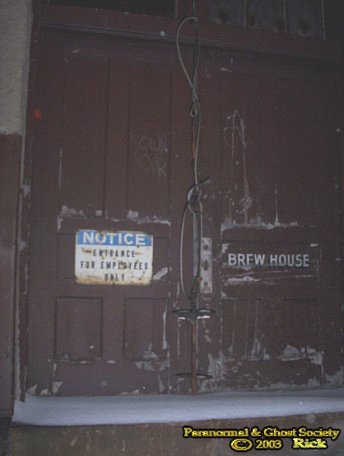 NOTICE
ENTRANCE
FOR EMPLOYEES
ONLY
BREW HOUSE
Paranormal & Ghost Society
© 2003 Rick